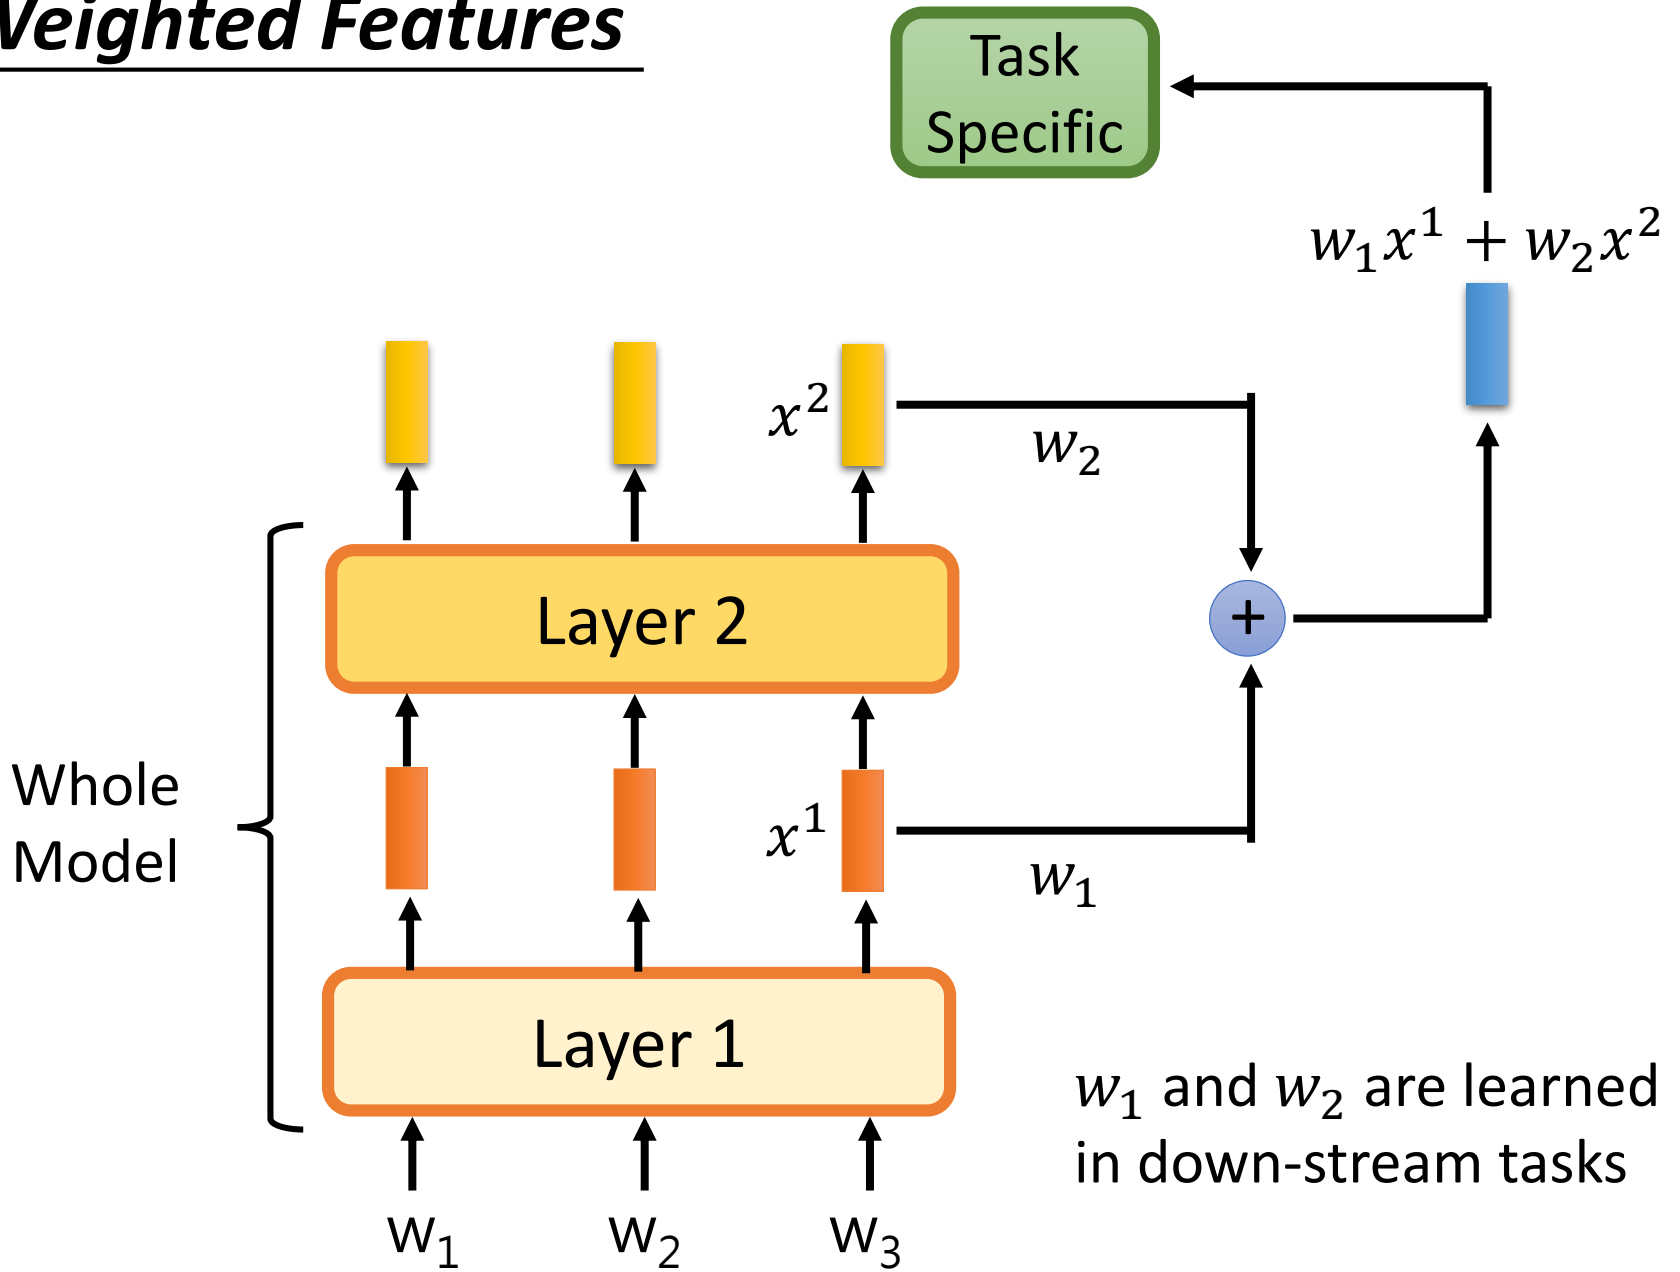 Weighted Features
Task
Specific
w₁x¹ + w₂x²
x²
w₂
Layer 2
+
Whole
Model
x¹
w₁
Layer 1
w₁ and w₂ are learned
in down-stream tasks
w₁ w₂ w₃